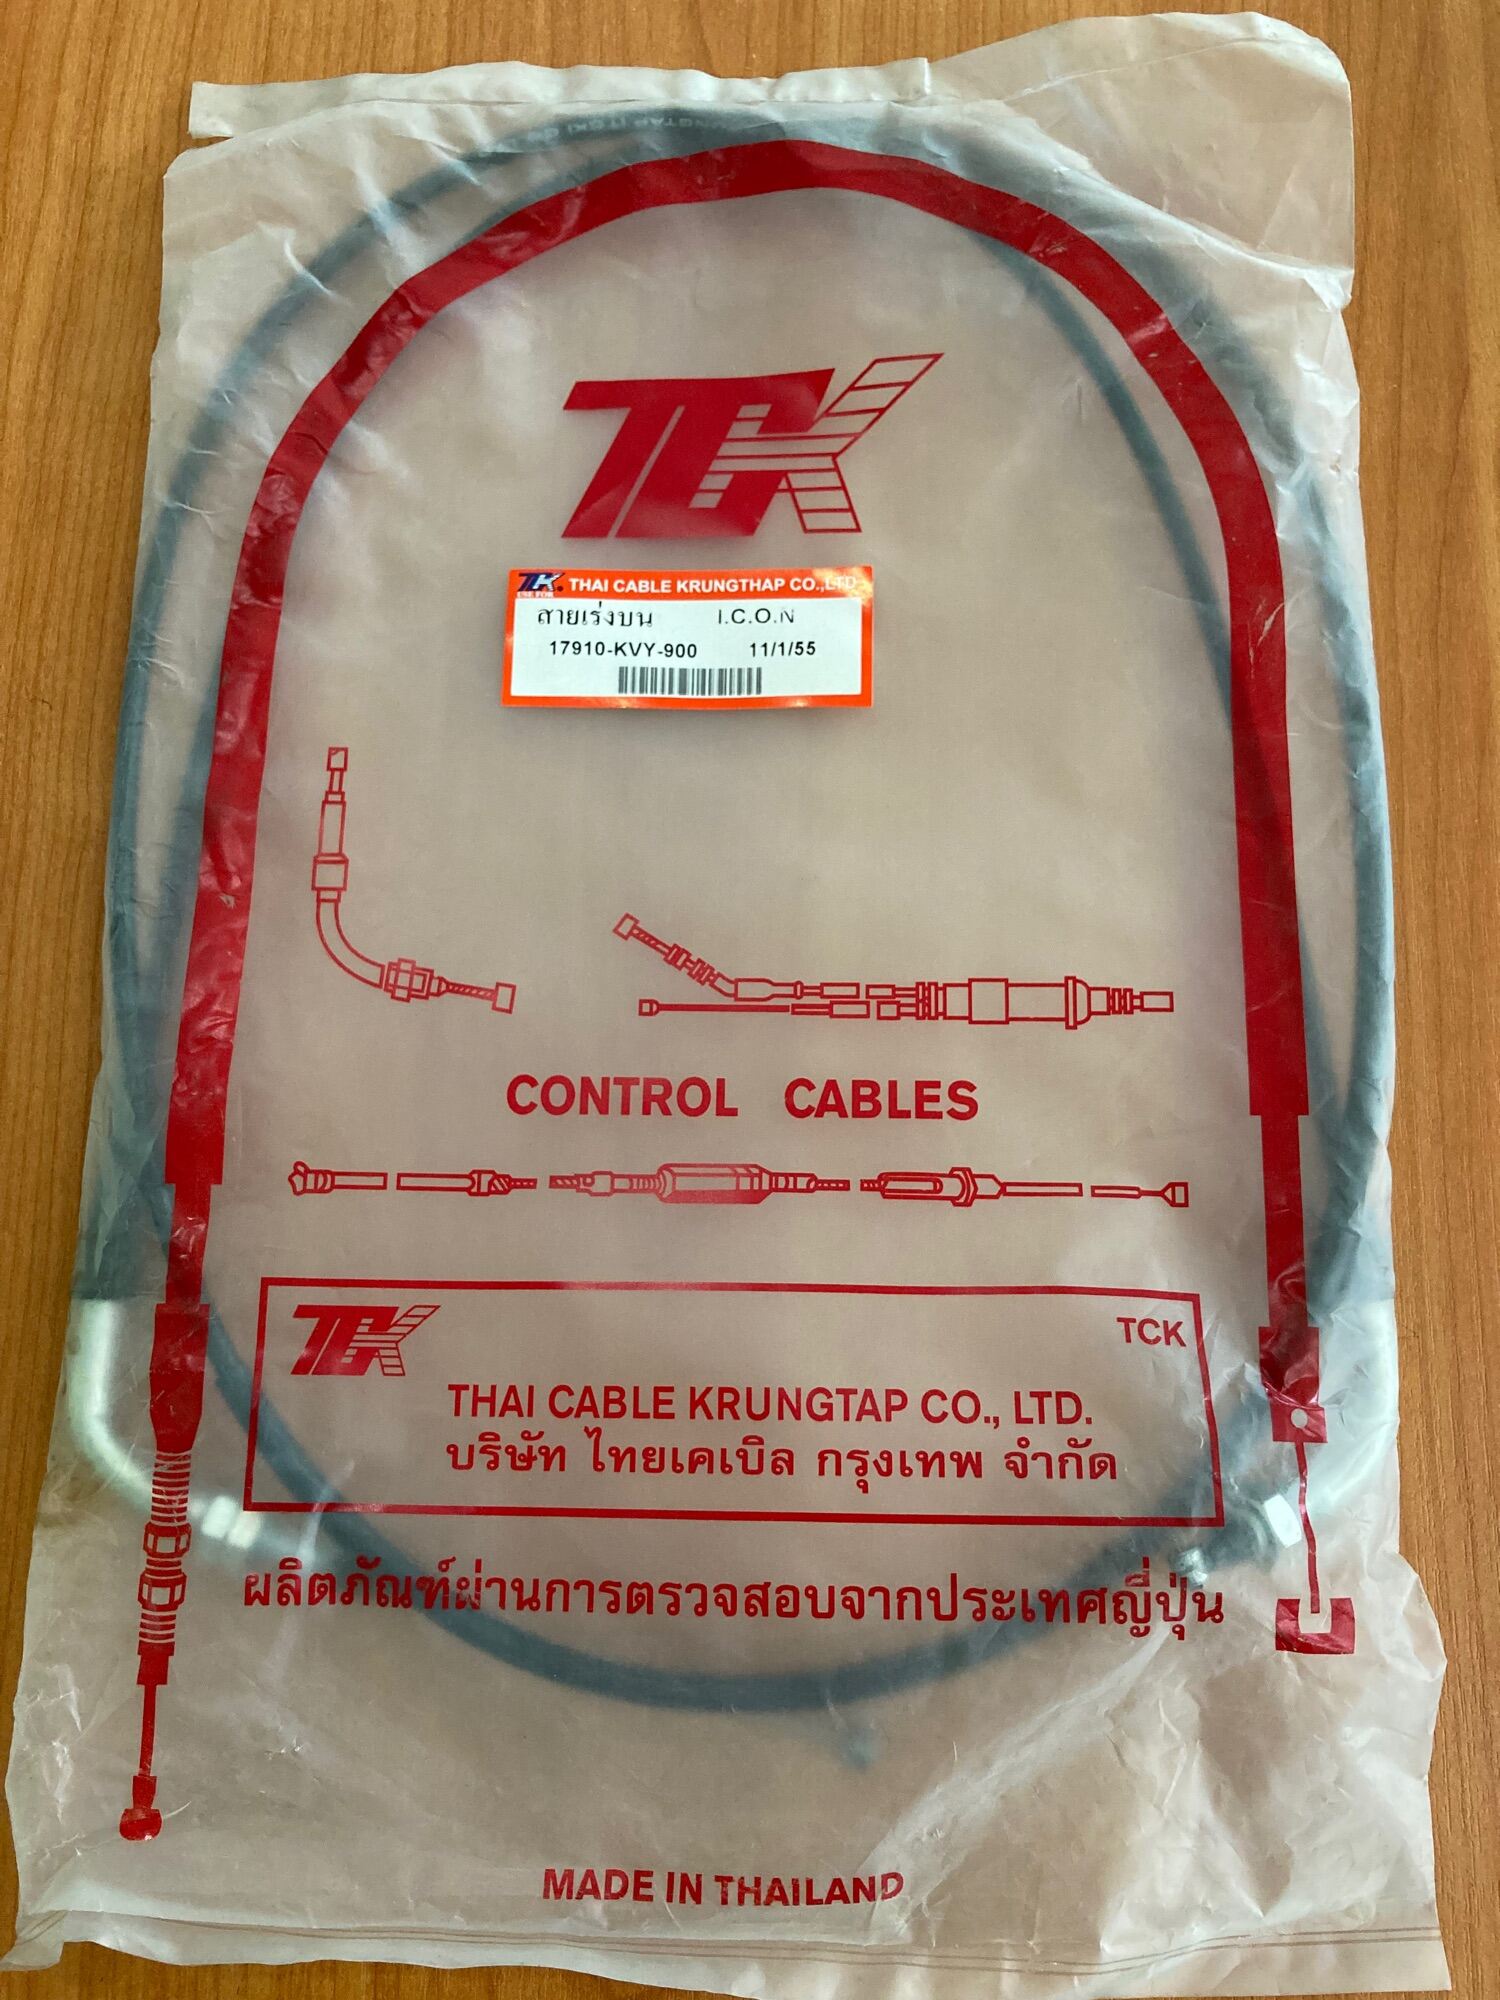 TCK
TCK THAI CABLE KRUNGTHAP CO.,LTD
USE FOR
สายเร่งบน I.C.O.N
17910-KVY-900 11/1/55
CONTROL CABLES
TCK TCK
THAI CABLE KRUNGTAP CO., LTD.
บริษัท ไทยเคเบิล กรุงเทพ จำกัด
ผลิตภัณฑ์ผ่านการตรวจสอบจากประเทศญี่ปุ่น
MADE IN THAILAND